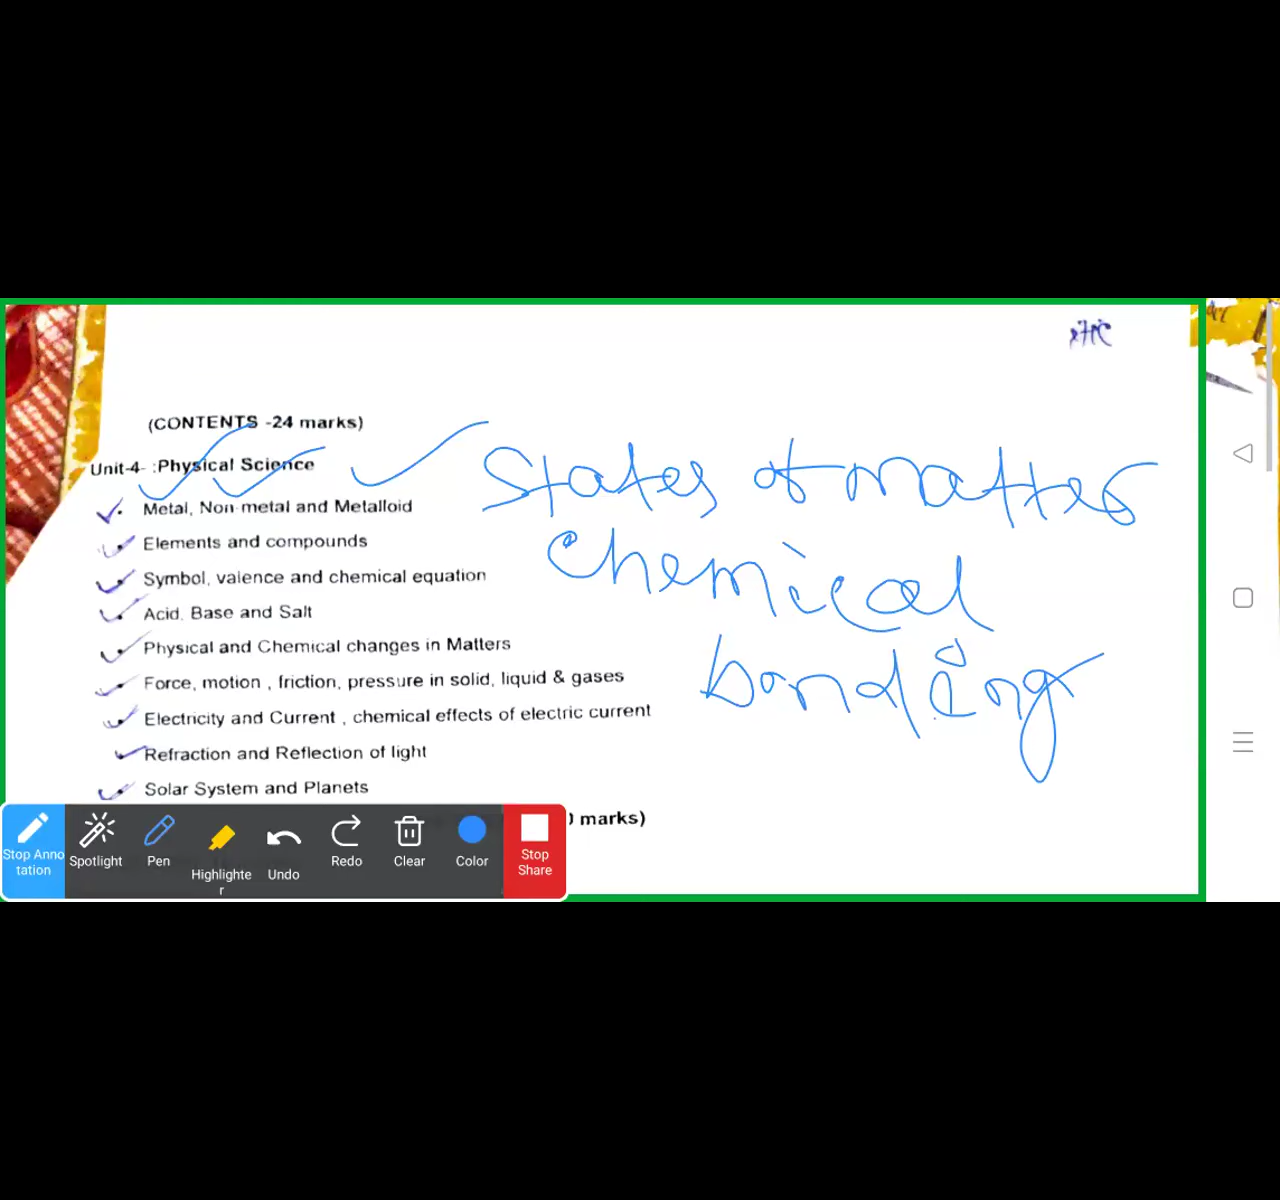 (CONTENTS -24 marks)
Unit-4- :Physical Science
Metal, Non-metal and Metalloid
Elements and compounds
Symbol, valence and chemical equation
Acid, Base and Salt
Physical and Chemical changes in Matters
Force, motion , friction, pressure in solid, liquid & gases
Electricity and Current , chemical effects of electric current
Refraction and Reflection of light
Solar System and Planets
marks)
States of matter
Chemical
bonding
Stop Anno
tation
Spotlight
Pen
Highlighte
r
Undo
Redo
Clear
Color
Stop
Share